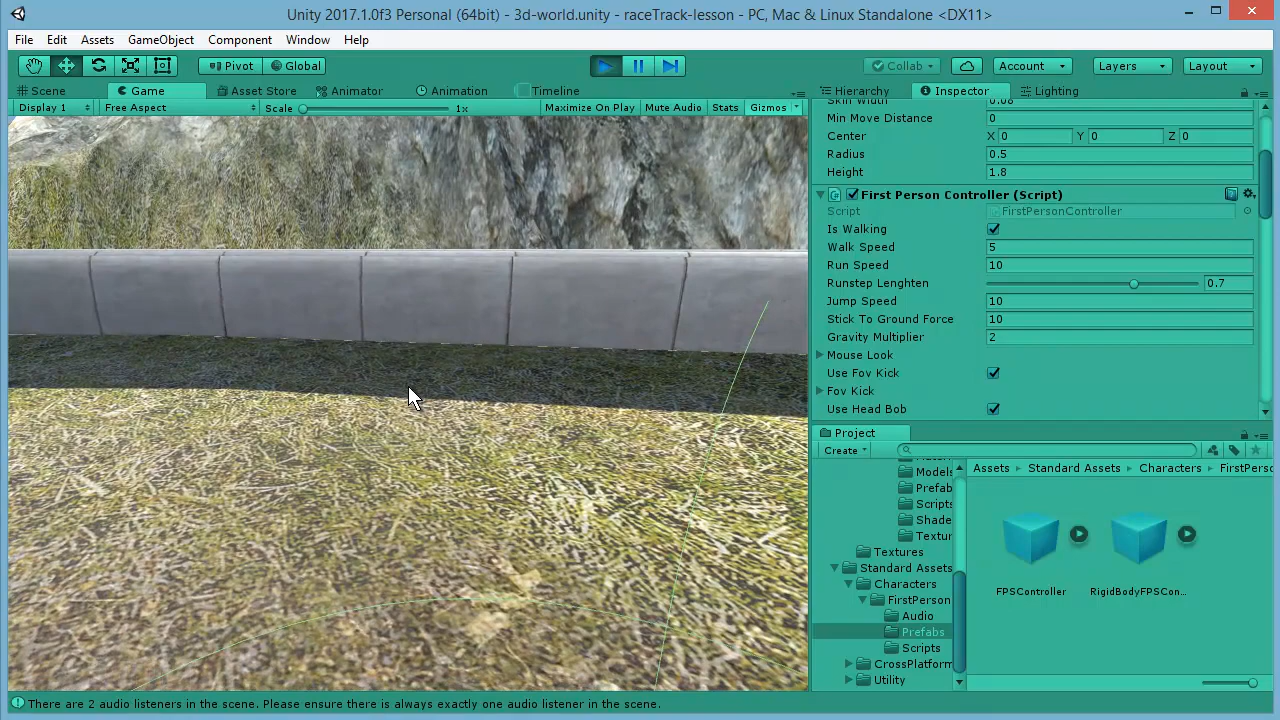 Unity 2017.1.0f3 Personal (64bit) - 3d-world.unity - raceTrack-lesson - PC, Mac & Linux Standalone <DX11>
File Edit Assets GameObject Component Window Help
Pivot Global Collab Account Layers Layout
Scene Game Asset Store Animator Animation Timeline
Hierarchy Inspector Lighting
Display 1 Free Aspect Scale 1x Maximize On Play Mute Audio Stats Gizmos
Skin Width 0.08
Min Move Distance 0
Center X 0 Y 0 Z 0
Radius 0.5
Height 1.8
First Person Controller (Script)
Script FirstPersonController
Is Walking
Walk Speed 5
Run Speed 10
Runstep Lenghten 0.7
Jump Speed 10
Stick To Ground Force 10
Gravity Multiplier 2
Mouse Look
Use Fov Kick
Fov Kick
Use Head Bob
Project
Create
Models
Prefab
Scripts
Shade
Textur
Textures
Standard Assets
Characters
FirstPerson
Audio
Prefabs
Scripts
CrossPlatform
Utility
Assets Standard Assets Characters FirstPerso
FPSController RigidBodyFPSCon...
There are 2 audio listeners in the scene. Please ensure there is always exactly one audio listener in the scene.